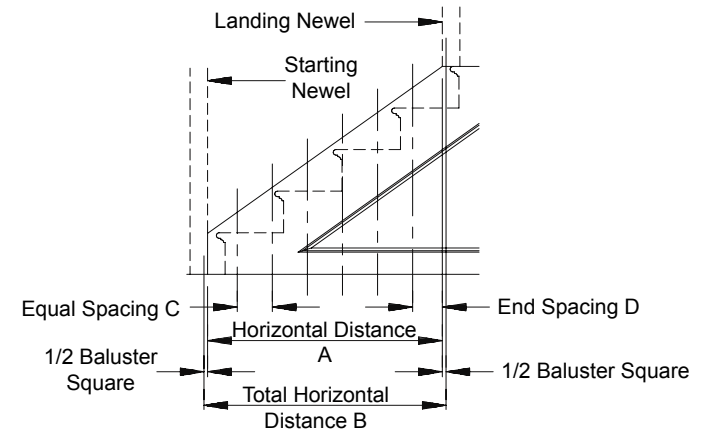 Landing Newel
Starting
Newel
Equal Spacing C
End Spacing D
Horizontal Distance
A
1/2 Baluster
Square
1/2 Baluster Square
Total Horizontal
Distance B